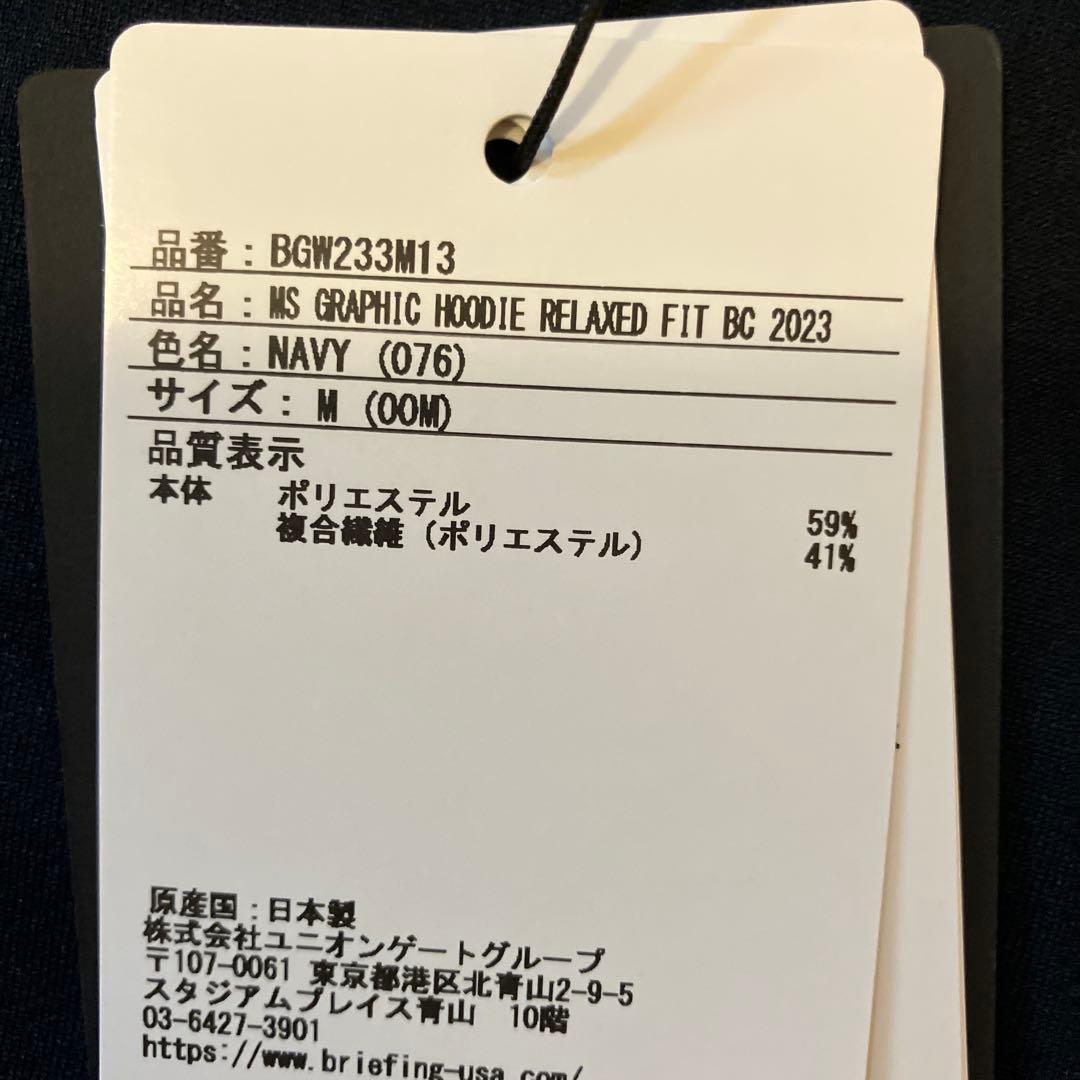 品番：BGW233M13
品名：MS GRAPHIC HOODIE RELAXED FIT BC 2023
色名：NAVY (076)
サイズ：M (00M)
品質表示
本体 ポリエステル 59%
複合繊維（ポリエステル） 41%
原産国：日本製
株式会社ユニオンゲートグループ
〒107-0061 東京都港区北青山2-9-5
スタジアムプレイス青山 10階
03-6427-3901
https://www.briefing-usa.com/